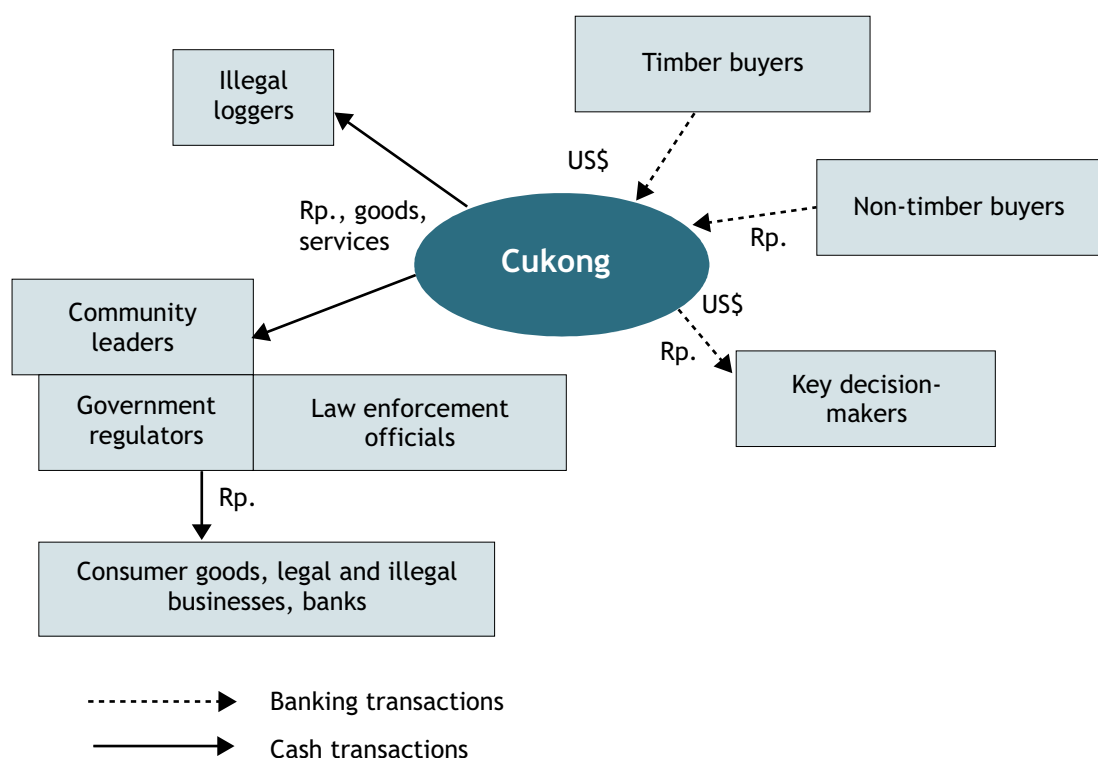 Timber buyers
Illegal
loggers
US$
Non-timber buyers
Rp., goods,
services
Rp.
Cukong
US$
Community
leaders
Rp.
Key decision-
makers
Government
regulators
Law enforcement
officials
Rp.
Consumer goods, legal and illegal
businesses, banks
Banking transactions
Cash transactions